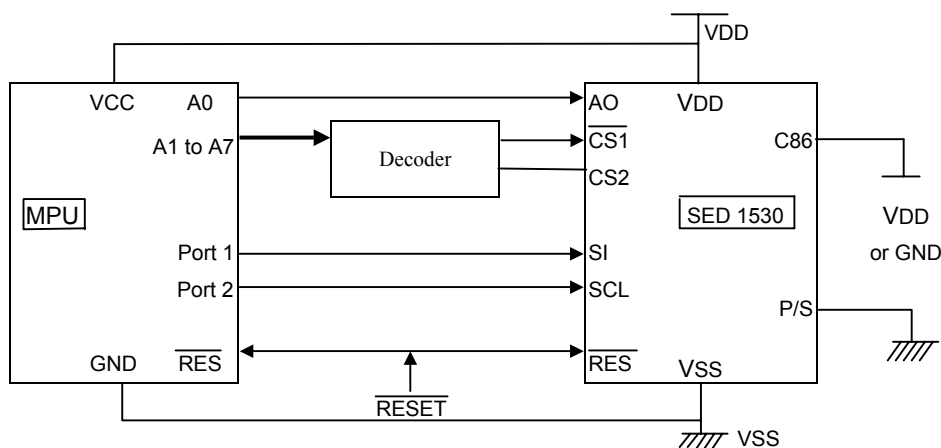 VDD
VCC A0 AO VDD
A1 to A7 Decoder CS1 C86
CS2
MPU SED 1530 VDD
or GND
Port 1 SI
Port 2 SCL
P/S
GND RES RES VSS
RESET
VSS